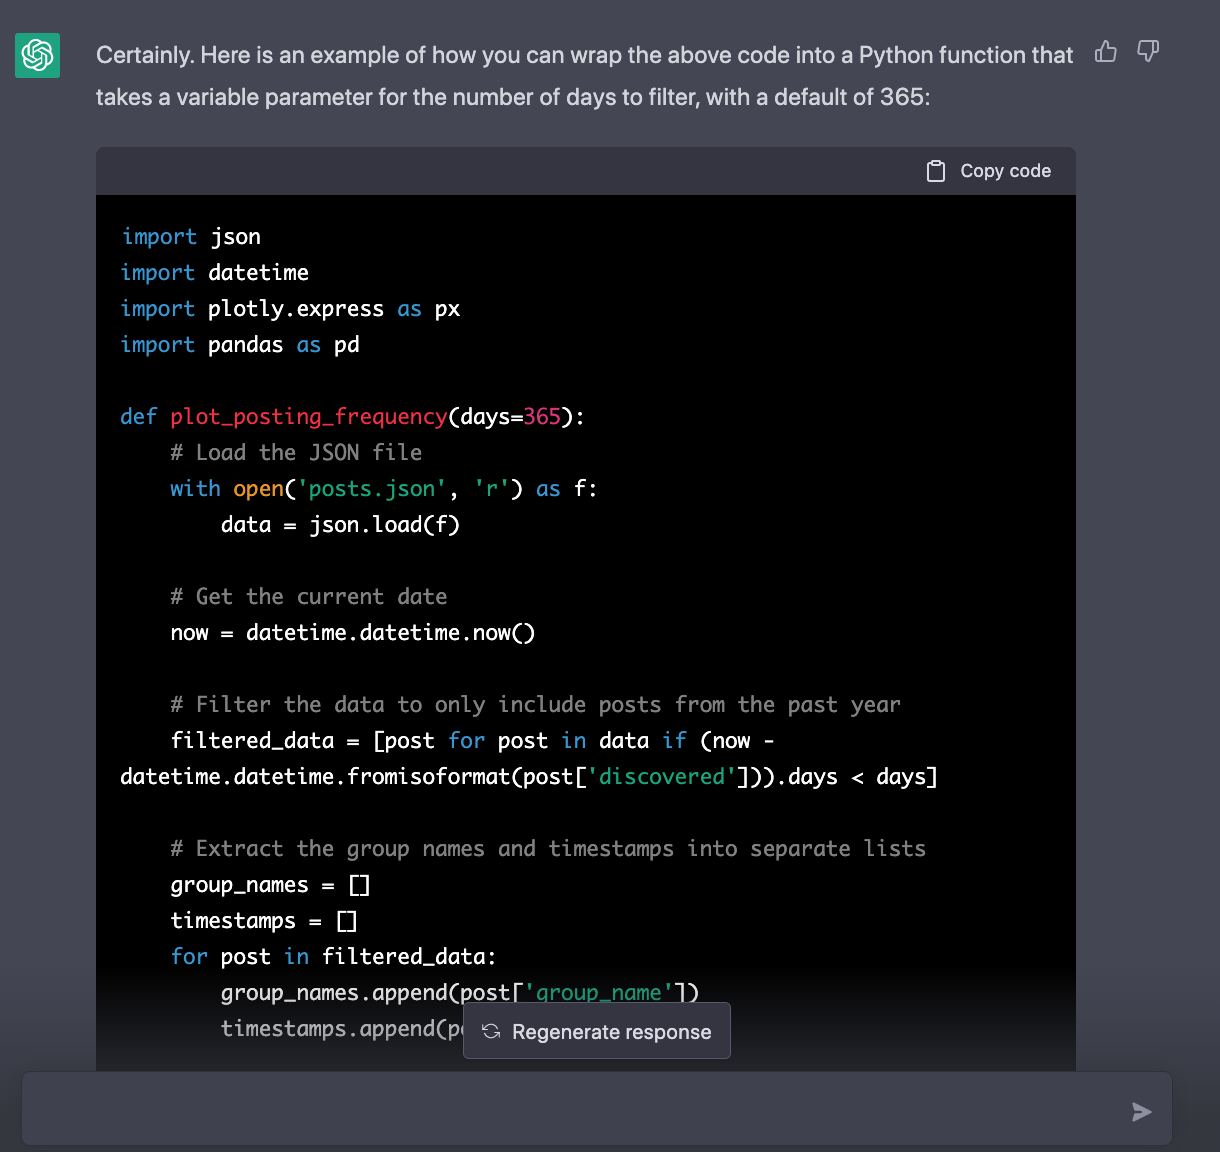 Certainly. Here is an example of how you can wrap the above code into a Python function that
takes a variable parameter for the number of days to filter, with a default of 365:
Copy code
import json
import datetime
import plotly.express as px
import pandas as pd
def plot_posting_frequency(days=365):
# Load the JSON file
with open('posts.json', 'r') as f:
data = json.load(f)
# Get the current date
now = datetime.datetime.now()
# Filter the data to only include posts from the past year
filtered_data = [post for post in data if (now -
datetime.datetime.fromisoformat(post['discovered'])).days < days]
# Extract the group names and timestamps into separate lists
group_names = []
timestamps = []
for post in filtered_data:
group_names.append(post['group_name'])
timestamps.append(p
Regenerate response